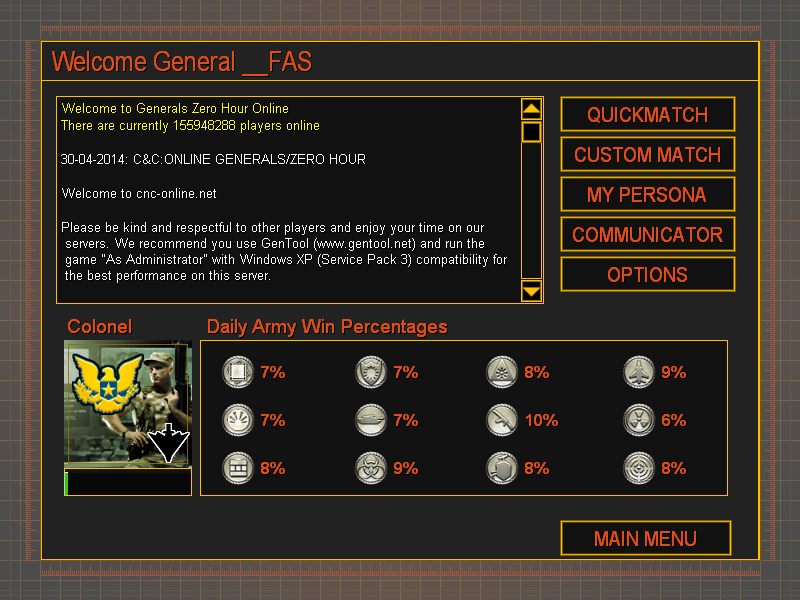 Welcome General __FAS
Welcome to Generals Zero Hour Online
There are currently 155948288 players online
30-04-2014: C&C:ONLINE GENERALS/ZERO HOUR
Welcome to cnc-online.net
Please be kind and respectful to other players and enjoy your time on our
servers. We recommend you use GenTool (www.gentool.net) and run the
game "As Administrator" with Windows XP (Service Pack 3) compatibility for
the best performance on this server.
QUICKMATCH
CUSTOM MATCH
MY PERSONA
COMMUNICATOR
OPTIONS
Colonel
Daily Army Win Percentages
7% 7% 8% 9%
7% 7% 10% 6%
8% 9% 8% 8%
MAIN MENU